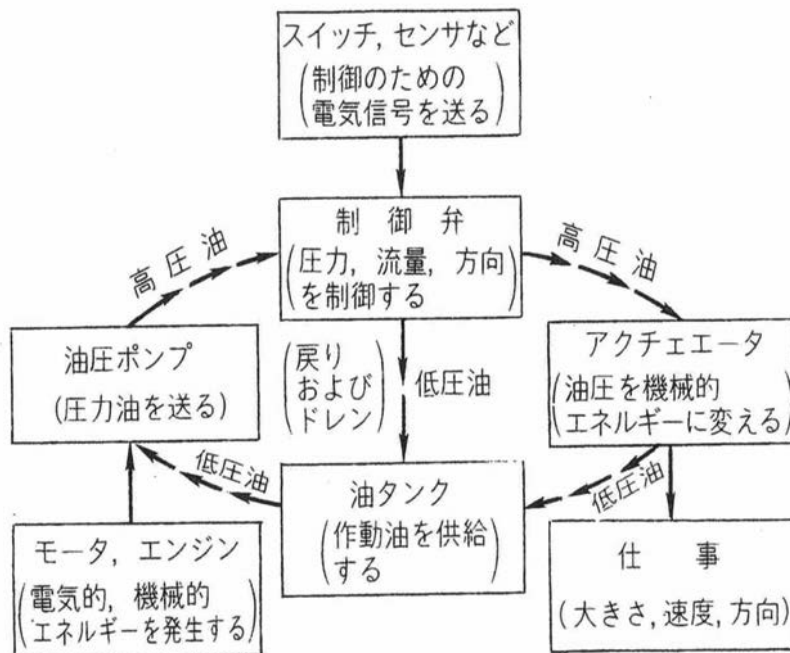 スイッチ, センサなど
(制御のための
電気信号を送る)
制御弁
(圧力, 流量, 方向
を制御する)
高圧油
高圧油
油圧ポンプ
(圧力油を送る)
(戻り
および
ドレン)
低圧油
アクチェエータ
(油圧を機械的
エネルギーに変える)
低圧油
低圧油
油タンク
(作動油を供給
する)
モータ, エンジン
(電気的, 機械的
エネルギーを発生する)
仕事
(大きさ, 速度, 方向)